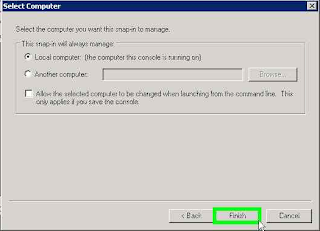 Select Computer
Select the computer you want this snap-in to manage.
This snap-in will always manage:
Local computer: (the computer this console is running on)
Another computer:
Browse...
Allow the selected computer to be changed when launching from the command line. This
only applies if you save the console.
< Back
Finish
Cancel